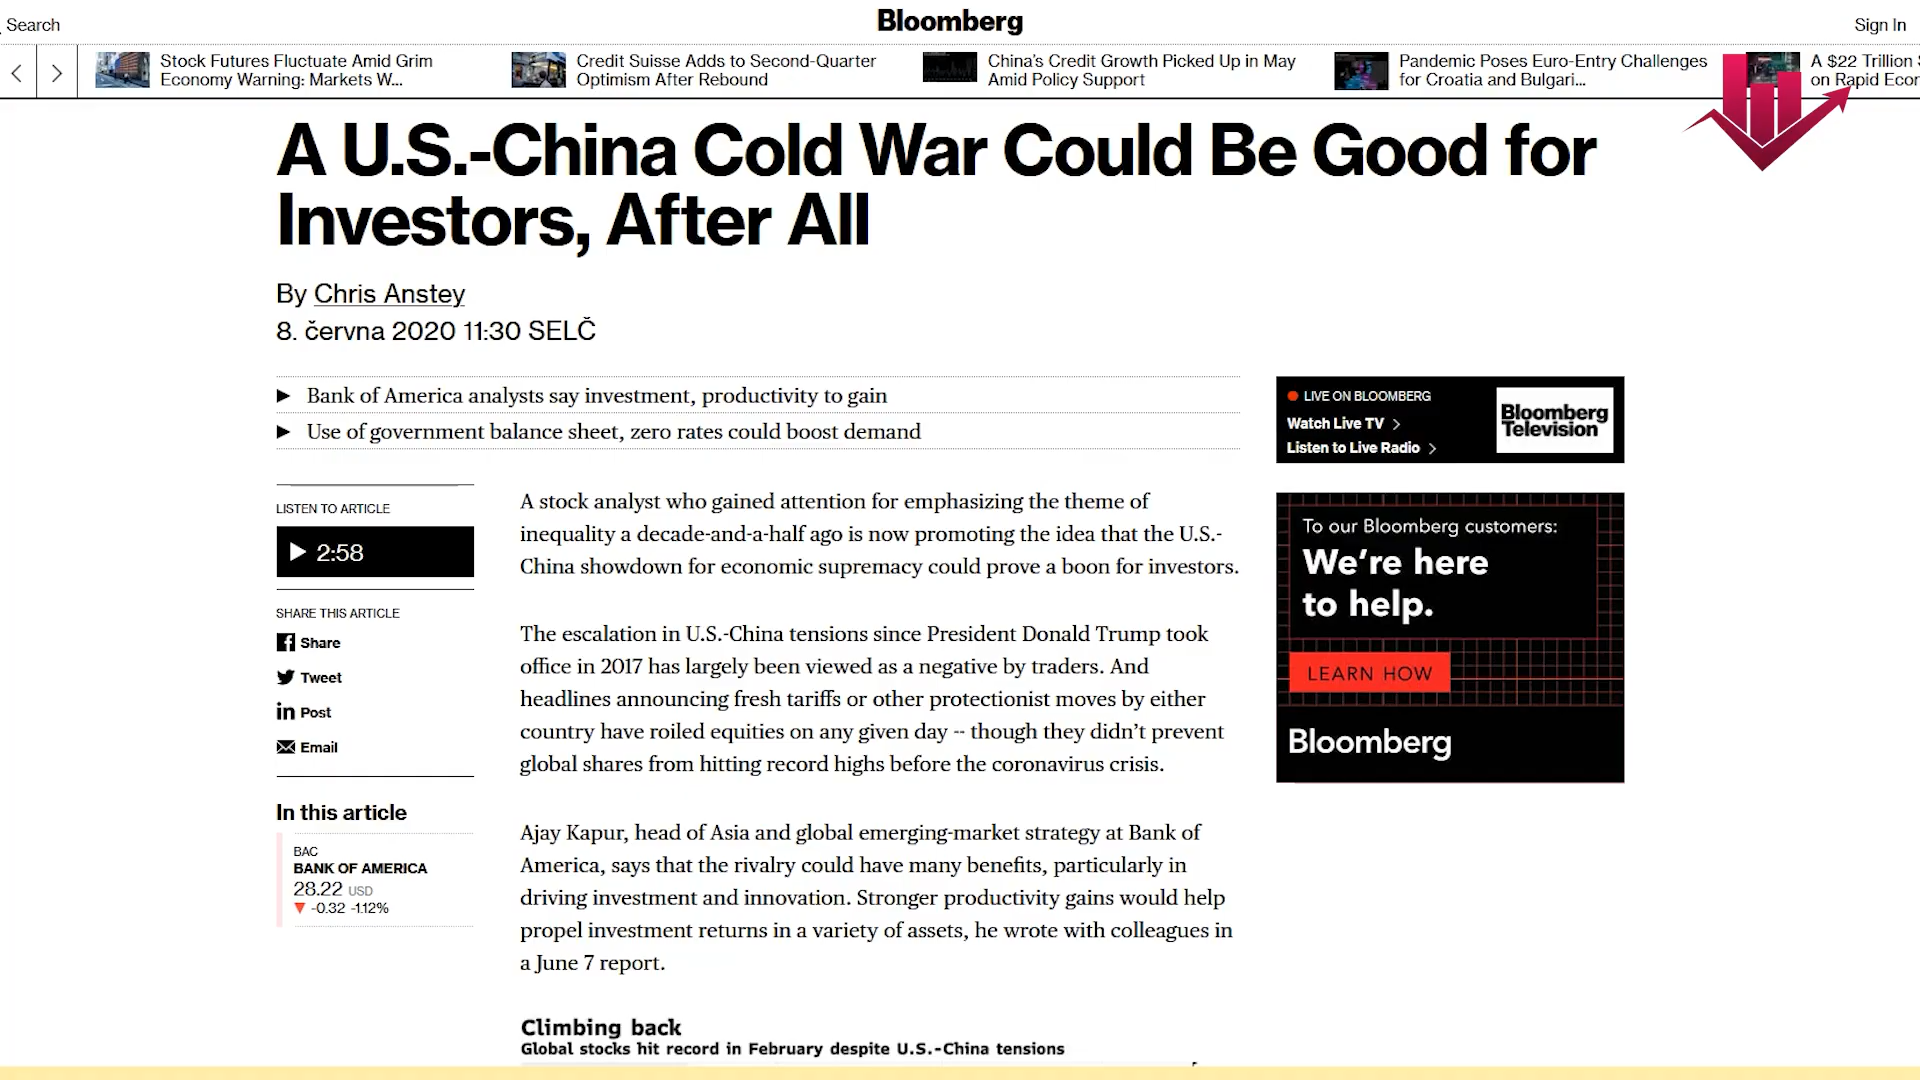 Search
Bloomberg
Sign In
Stock Futures Fluctuate Amid Grim
Economy Warning: Markets W...
Credit Suisse Adds to Second-Quarter
Optimism After Rebound
China's Credit Growth Picked Up in May
Amid Policy Support
Pandemic Poses Euro-Entry Challenges
for Croatia and Bulgari...
A $22 Trillion
on Rapid Econ
A U.S.-China Cold War Could Be Good for
Investors, After All
By Chris Anstey
8. června 2020 11:30 SELČ
► Bank of America analysts say investment, productivity to gain
► Use of government balance sheet, zero rates could boost demand
LIVE ON BLOOMBERG
Watch Live TV >
Listen to Live Radio >
Bloomberg
Television
LISTEN TO ARTICLE
2:58
SHARE THIS ARTICLE
Share
Tweet
Post
Email
In this article
BAC
BANK OF AMERICA
28.22 USD
▼ -0.32 -1.12%
A stock analyst who gained attention for emphasizing the theme of
inequality a decade-and-a-half ago is now promoting the idea that the U.S.-
China showdown for economic supremacy could prove a boon for investors.
The escalation in U.S.-China tensions since President Donald Trump took
office in 2017 has largely been viewed as a negative by traders. And
headlines announcing fresh tariffs or other protectionist moves by either
country have roiled equities on any given day -- though they didn't prevent
global shares from hitting record highs before the coronavirus crisis.
Ajay Kapur, head of Asia and global emerging-market strategy at Bank of
America, says that the rivalry could have many benefits, particularly in
driving investment and innovation. Stronger productivity gains would help
propel investment returns in a variety of assets, he wrote with colleagues in
a June 7 report.
Climbing back
Global stocks hit record in February despite U.S.-China tensions
To our Bloomberg customers:
We're here
to help.
LEARN HOW
Bloomberg